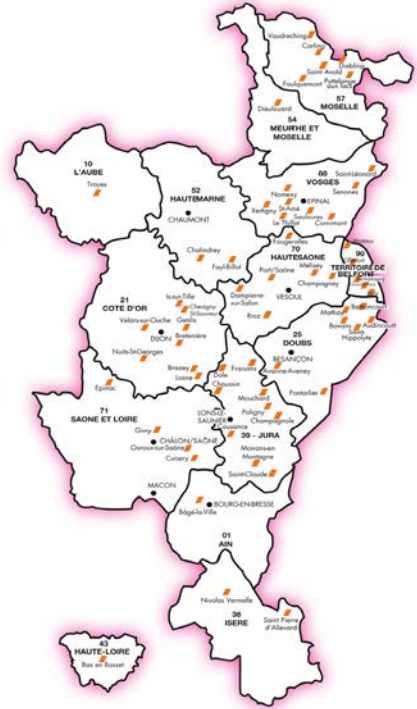 Vaudreching
Carling
Saint Avold
Diebling
Faulquemont
Puttelange
aux lacs
57
MOSELLE
Dieulouard
54
MEURTHE ET
MOSELLE
10
L'AUBE
Troyes
52
HAUTEMARNE
CHAUMONT
Chalindrey
Fayl-Billot
88
VOSGES
Saint-Léonard
Senones
Nomexy
EPINAL
St-Amé
Xertigny
Saulxures
Le Thillot
Cornimont
Fougerolles
70
HAUTESAONE
Port/Saône
Melisey
Champagney
VESOUL
Dampierre-
sur-Salon
Rioz
90
TERRITOIRE DE
BELFORT
21
COTE D'OR
Is-sur-Tille
Chevigny-
St-Sauveur
Velars-sur-Ouche
Genlis
DIJON
Bretenière
Nuits-St-Georges
Brazey
Losne
25
DOUBS
BESANÇON
Avanne-Aveney
Mathay
Bavans
Audincourt
Saint-
Hippolyte
Pontarlier
Epinac
71
SAONE ET LOIRE
Givry
CHÂLON/SAÔNE
Ouroux-sur-Saône
Cuisery
MACON
Dole
Fraisans
Chaussin
Mouchard
LONS-LE-
SAUNIER
Poligny
Champagnole
39 - JURA
Moirans-en
Montagne
Saint-Claude
BOURG-EN-BRESSE
Bâgé-la-Ville
01
AIN
Nivolas Vermelle
38
ISERE
Saint Pierre
d'Allevard
43
HAUTE-LOIRE
Bas en Basset